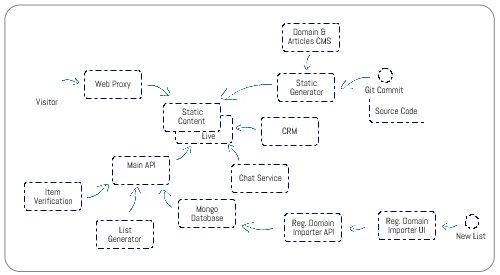 Domain &
Articles CMS
Web Proxy
Static
Generator
Git Commit
Visitor
Source Code
Static
Content
Live
CRM
Main API
Chat Service
Item
Verification
Mongo
Database
List
Generator
Reg. Domain
Importer API
Reg. Domain
Importer UI
New List